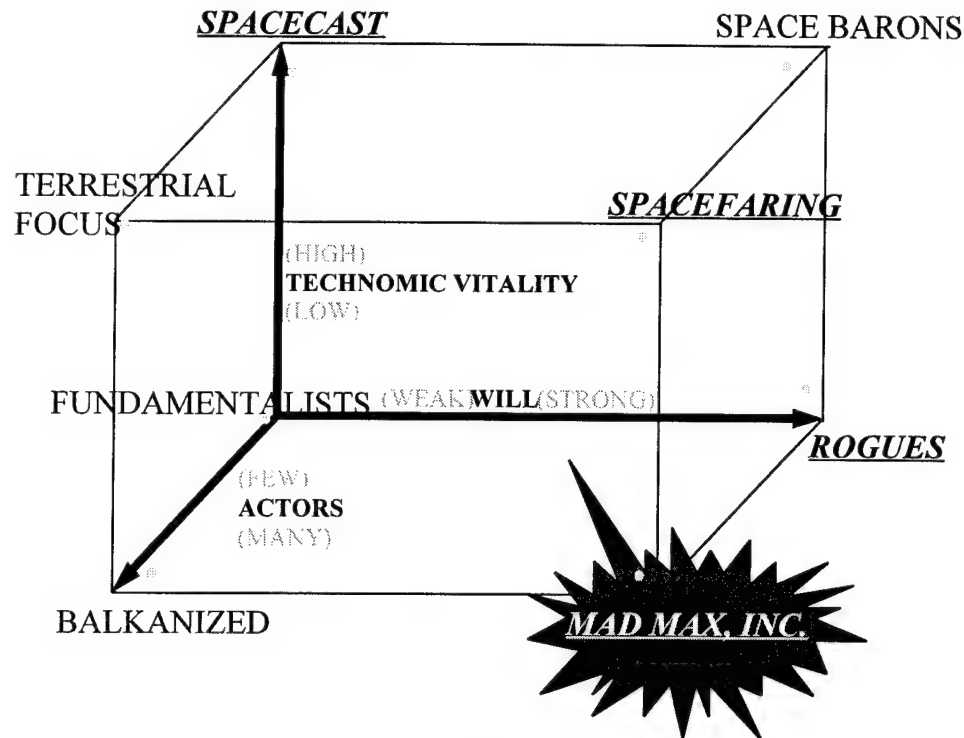 SPACECAST
SPACE BARONS
TERRESTRIAL
FOCUS
SPACEFARING
(HIGH)
TECHNOMIC VITALITY
(LOW)
FUNDAMENTALISTS (WEAK) WILL (STRONG)
ROGUES
(FEW)
ACTORS
(MANY)
BALKANIZED
MAD MAX, INC.